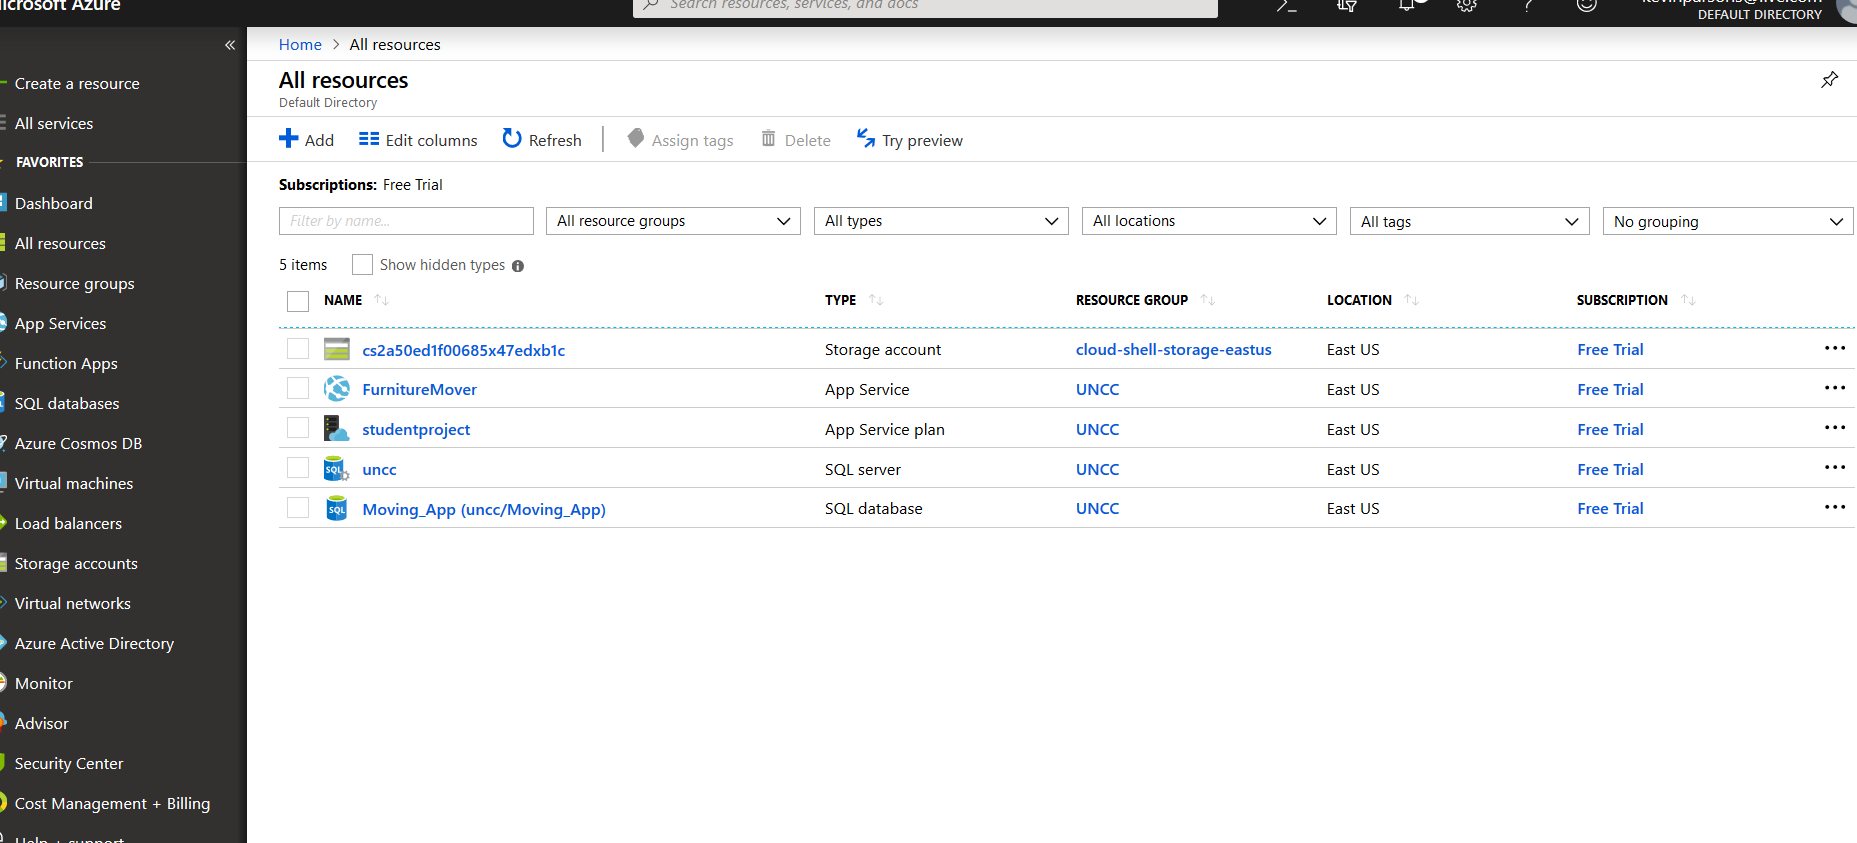 Microsoft Azure
Search resources, services, and docs
DEFAULT DIRECTORY
Create a resource
All services
FAVORITES
Dashboard
All resources
Resource groups
App Services
Function Apps
SQL databases
Azure Cosmos DB
Virtual machines
Load balancers
Storage accounts
Virtual networks
Azure Active Directory
Monitor
Advisor
Security Center
Cost Management + Billing
Help + support
Home > All resources
All resources
Default Directory
Add Edit columns Refresh Assign tags Delete Try preview
Subscriptions: Free Trial
Filter by name... All resource groups All types All locations All tags No grouping
5 items Show hidden types
NAME TYPE RESOURCE GROUP LOCATION SUBSCRIPTION
cs2a50ed1f00685x47edxb1c Storage account cloud-shell-storage-eastus East US Free Trial
FurnitureMover App Service UNCC East US Free Trial
studentproject App Service plan UNCC East US Free Trial
uncc SQL server UNCC East US Free Trial
Moving_App (uncc/Moving_App) SQL database UNCC East US Free Trial